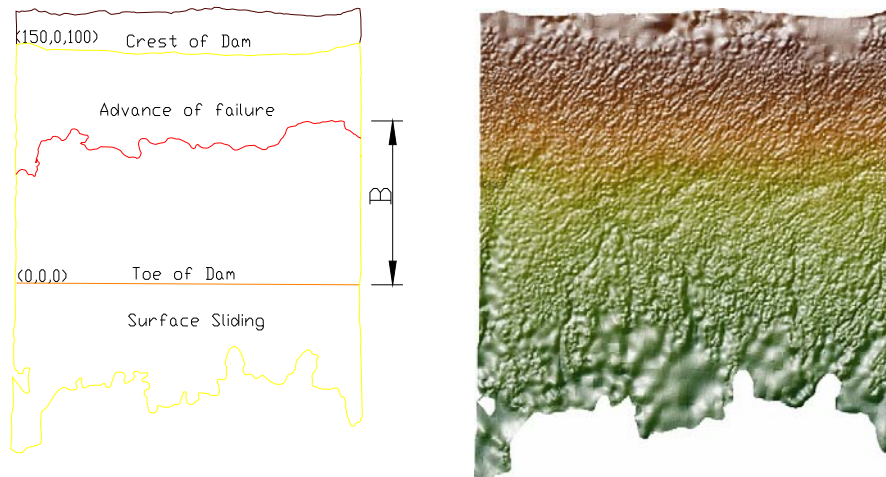 (150,0,100)
Crest of Dam
Advance of failure
B
(0,0,0)
Toe of Dam
Surface Sliding